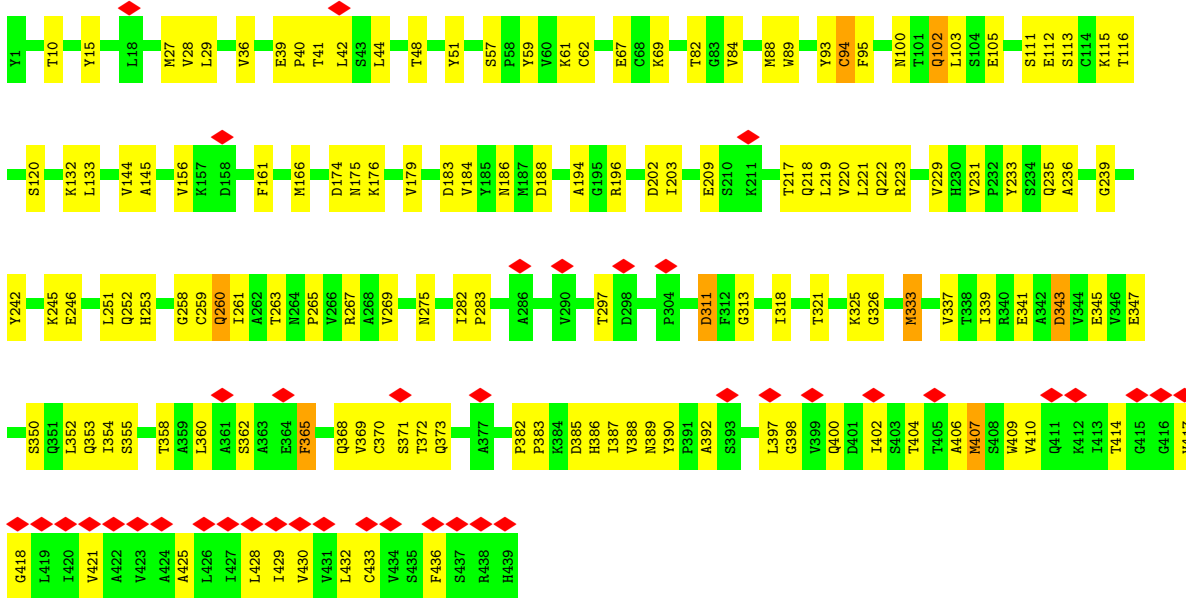 Y1 T10 Y15 L18 M27 V28 L29 V36 E39 P40 T41 L42 S43 L44 T48 Y51 S57 P58 Y59 V60 K61 C62 E67 C68 K69 T82 G83 V84 M88 W89 Y93 C94 F95 N100 T101 Q102 L103 S104 E105 S111 E112 S113 C114 K115 T116
S120 K132 L133 V144 A145 V156 K157 D158 F161 M166 D174 N175 K176 V179 D183 V184 Y185 N186 M187 D188 A194 G195 R196 D202 I203 E209 S210 K211 T217 Q218 L219 V220 L221 Q222 R223 V229 H230 V231 P232 Y233 S234 Q235 A236 G239
Y242 K245 E246 L251 Q252 H253 G258 C259 Q260 I261 A262 T263 N264 P265 V266 R267 A268 V269 N275 I282 P283 A286 V290 T297 D298 P304 D311 F312 G313 I318 T321 K325 G326 M333 V337 T338 I339 R340 E341 A342 D343 V344 E345 V346 E347
S350 Q351 L352 Q353 I354 S355 T358 A359 L360 A361 S362 A363 E364 F365 Q368 V369 C370 S371 T372 Q373 A377 P382 P383 K384 D385 H386 I387 V388 N389 Y390 P391 A392 S393 L397 G398 V399 Q400 D401 I402 S403 T404 T405 A406 M407 S408 W409 V410 Q411 K412 I413 T414 G415 G416
G418 L419 I420 V421 A422 V423 A424 A425 L426 I427 L428 I429 V430 V431 L432 C433 V434 S435 F436 S437 R438 H439